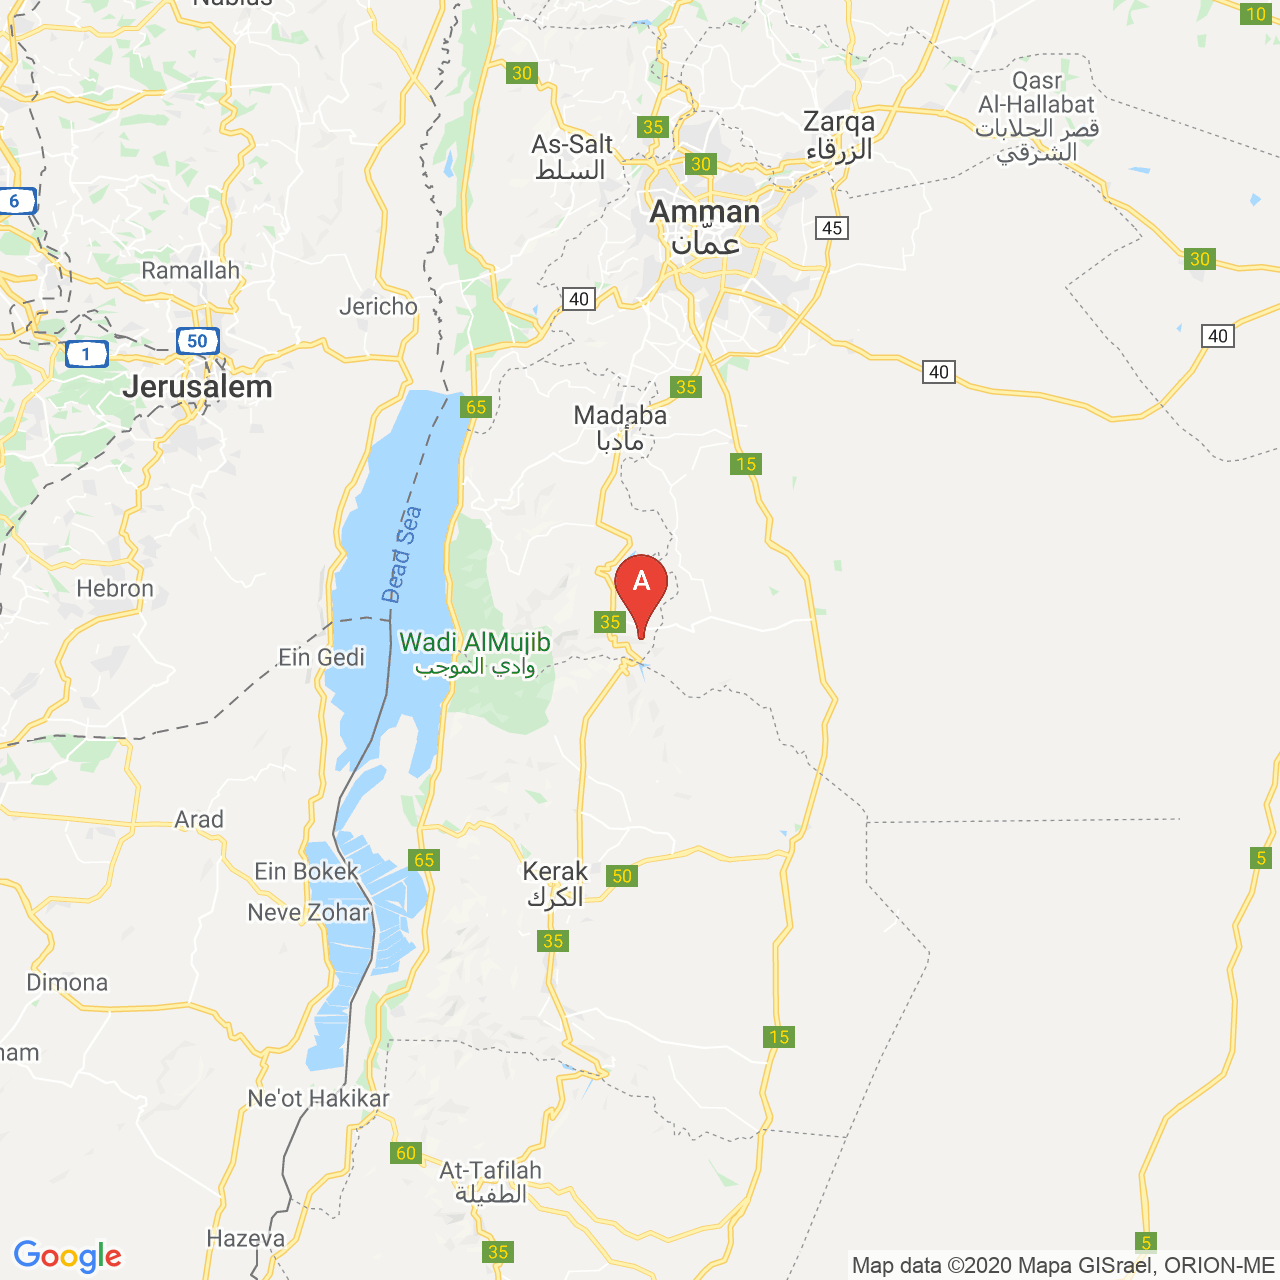 10
30
35
As-Salt
السلط
30
Zarqa
الزرقاء
Qasr
Al-Hallabat
قصر الحلابات
الشرقي
6
Amman
عمّان
45
30
Ramallah
Jericho
40
50
1
40
40
Jerusalem
35
65
Madaba
مأدبا
15
Dead Sea
Hebron
A
35
Wadi AlMujib
وادي الموجب
Ein Gedi
Arad
65
Ein Bokek
Kerak
الكرك
50
5
Neve Zohar
35
Dimona
15
Ne'ot Hakikar
60
At-Tafilah
الطفيلة
Hazeva
35
5
Google
Map data ©2020 Mapa GISrael, ORION-ME